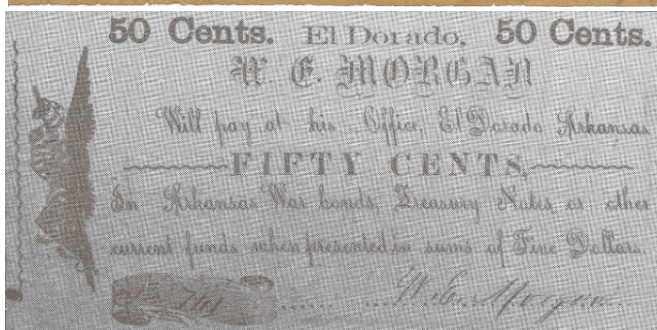 50 Cents. El Dorado, 50 Cents.
W. E. MORGAN
Will pay at his Office, El Dorado Arkansas
FIFTY CENTS,
In Arkansas War bonds, Treasury Notes or other
current funds when presented in sums of Five Dollars.
Morgan